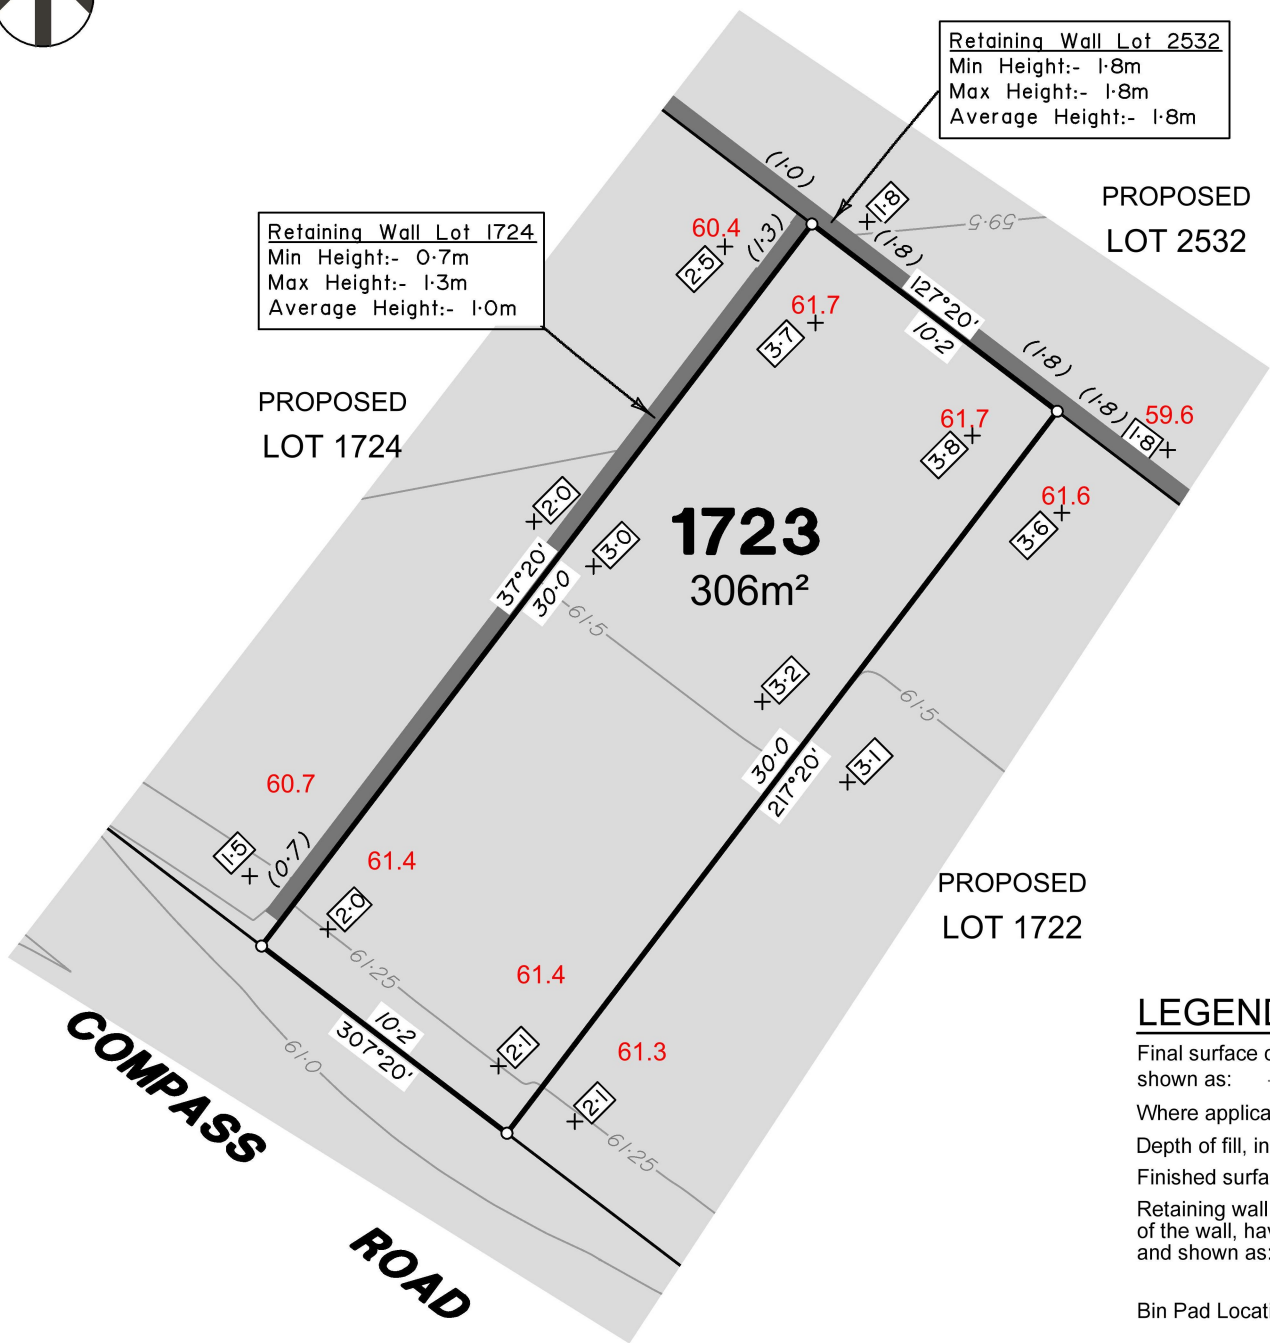 Retaining Wall Lot 2532
Min Height:- 1·8m
Max Height:- 1·8m
Average Height:- 1·8m
(1·0)
1·8
59·5
PROPOSED
LOT 2532
Retaining Wall Lot 1724
Min Height:- 0·7m
Max Height:- 1·3m
Average Height:- 1·0m
60.4
2·5
(1·3)
(1·8)
127°20'
10·2
61.7
3·7
(1·8)
(1·8)
59.6
1·8
PROPOSED
LOT 1724
61.7
3·8
61.6
3·6
2·0
3·0
1723
306m²
37°20'
30·0
61·5
3·2
61·5
30·0
217°20'
3·1
60.7
1·5
(0·7)
61.4
2·0
PROPOSED
LOT 1722
61·25
61.4
10·2
307°20'
2·1
61.3
2·1
61·0
61·25
COMPASS
ROAD
LEGEND
Final surface
shown as:
Where
Depth of fill, in
Finished
Retaining wall
of the wall,
and shown as:
Bin Pad